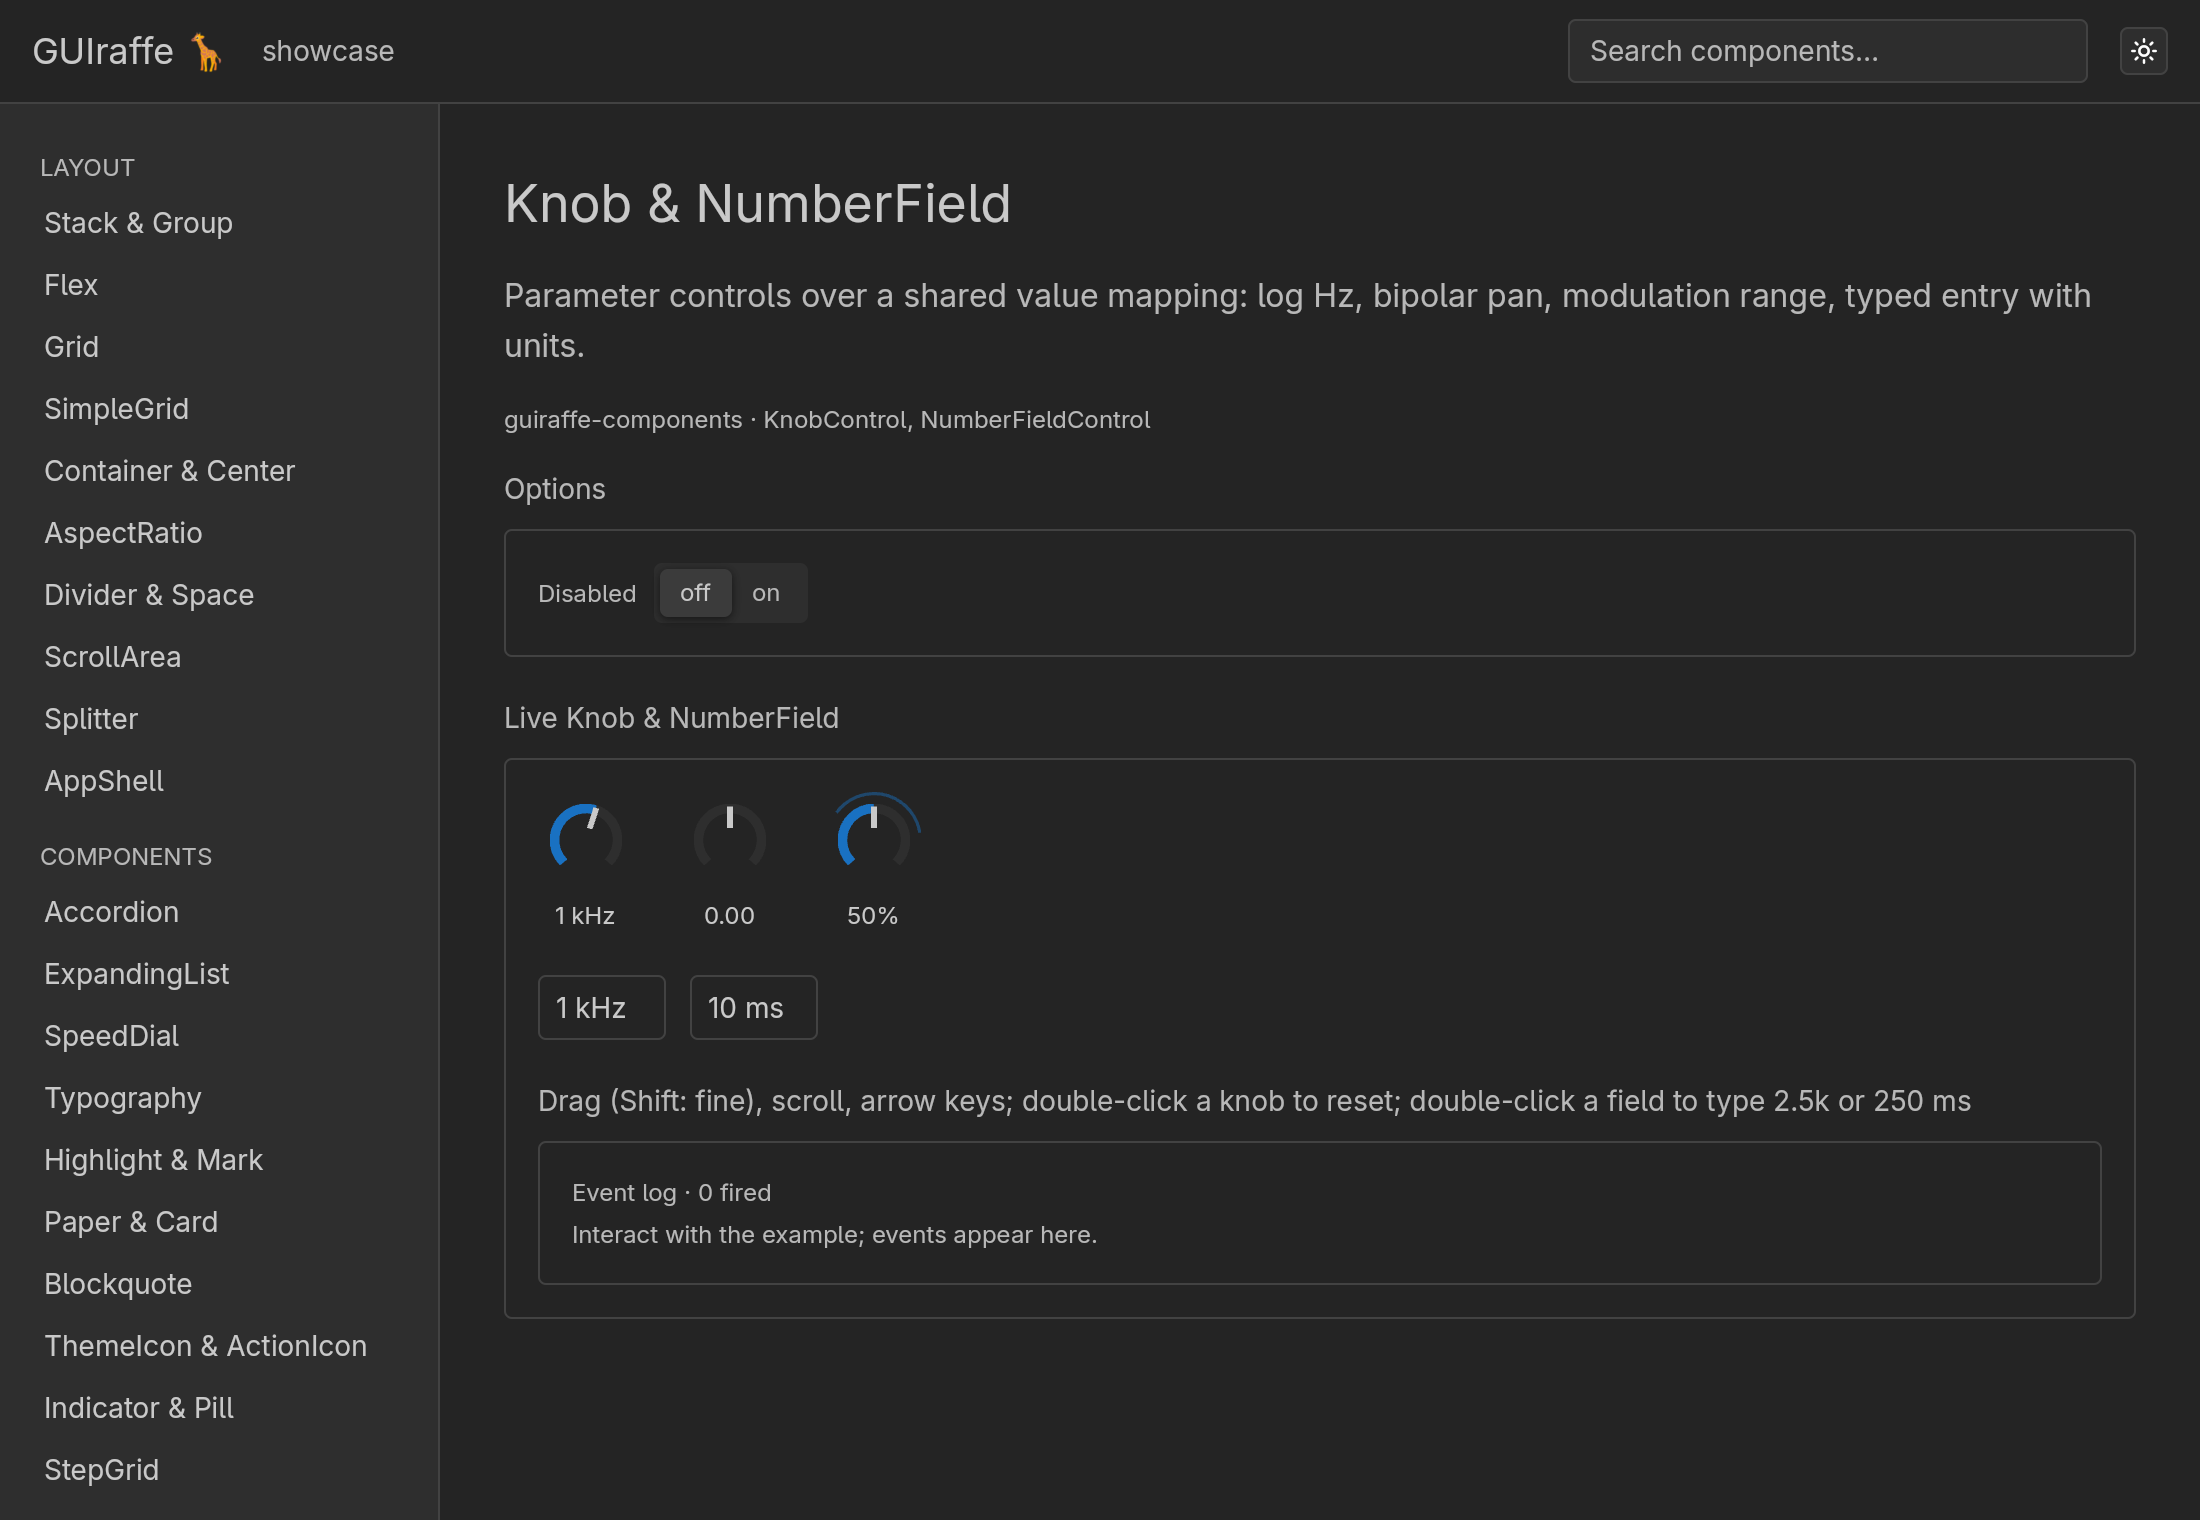 GUIraffe 🦒 showcase
Search components...
LAYOUT
Stack & Group
Flex
Grid
SimpleGrid
Container & Center
AspectRatio
Divider & Space
ScrollArea
Splitter
AppShell
COMPONENTS
Accordion
ExpandingList
SpeedDial
Typography
Highlight & Mark
Paper & Card
Blockquote
ThemeIcon & ActionIcon
Indicator & Pill
StepGrid
Knob & NumberField
Parameter controls over a shared value mapping: log Hz, bipolar pan, modulation range, typed entry with
units.
guiraffe-components · KnobControl, NumberFieldControl
Options
Disabled off on
Live Knob & NumberField
1 kHz 0.00 50%
1 kHz 10 ms
Drag (Shift: fine), scroll, arrow keys; double-click a knob to reset; double-click a field to type 2.5k or 250 ms
Event log · 0 fired
Interact with the example; events appear here.